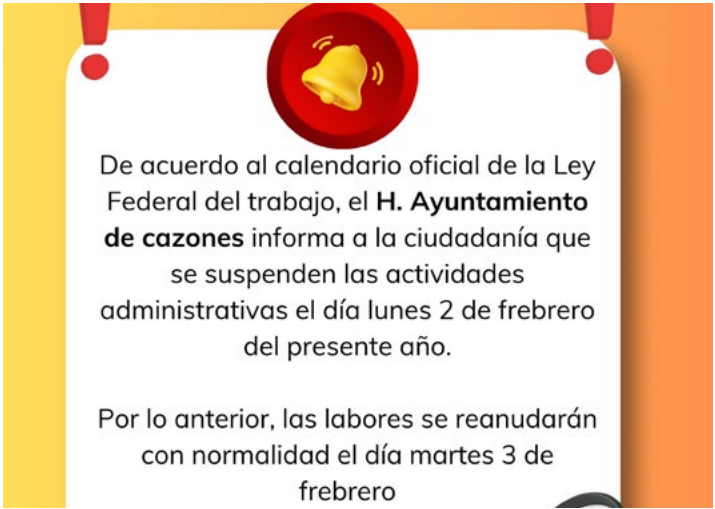 De acuerdo al calendario oficial de la Ley
Federal del trabajo, el H. Ayuntamiento
de cazones informa a la ciudadanía que
se suspenden las actividades
administrativas el día lunes 2 de frebrero
del presente año.
Por lo anterior, las labores se reanudarán
con normalidad el día martes 3 de
frebrero